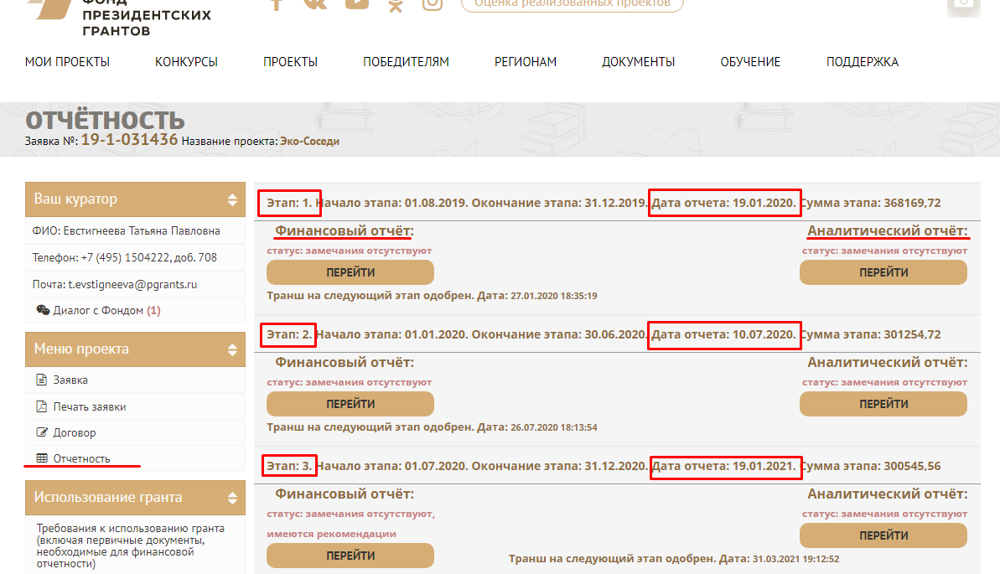 ФОНД
ПРЕЗИДЕНТСКИХ
ГРАНТОВ
Оценка реализованных проектов
МОИ ПРОЕКТЫ КОНКУРСЫ ПРОЕКТЫ ПОБЕДИТЕЛЯМ РЕГИОНАМ ДОКУМЕНТЫ ОБУЧЕНИЕ ПОДДЕРЖКА
ОТЧЁТНОСТЬ
Заявка №: 19-1-031436 Название проекта: Эко-Соседи
Ваш куратор
ФИО: Евстигнеева Татьяна Павловна
Телефон: +7 (495) 1504222, доб. 708
Почта: t.evstigneeva@pgrants.ru
Диалог с Фондом (1)
Меню проекта
Заявка
Печать заявки
Договор
Отчетность
Использование гранта
Требования к использованию гранта
(включая первичные документы,
необходимые для финансовой
отчетности)
Этап: 1. Начало этапа: 01.08.2019. Окончание этапа: 31.12.2019. Дата отчета: 19.01.2020. Сумма этапа: 368169,72
Финансовый отчёт: Аналитический отчёт:
статус: замечания отсутствуют статус: замечания отсутствуют
ПЕРЕЙТИ ПЕРЕЙТИ
Транш на следующий этап одобрен. Дата: 27.01.2020 18:35:19
Этап: 2. Начало этапа: 01.01.2020. Окончание этапа: 30.06.2020. Дата отчета: 10.07.2020. Сумма этапа: 301254,72
Финансовый отчёт: Аналитический отчёт:
статус: замечания отсутствуют статус: замечания отсутствуют
ПЕРЕЙТИ ПЕРЕЙТИ
Транш на следующий этап одобрен. Дата: 26.07.2020 18:13:54
Этап: 3. Начало этапа: 01.07.2020. Окончание этапа: 31.12.2020. Дата отчета: 19.01.2021. Сумма этапа: 300545,56
Финансовый отчёт: Аналитический отчёт:
статус: замечания отсутствуют, статус: замечания отсутствуют
имеются рекомендации
ПЕРЕЙТИ ПЕРЕЙТИ
Транш на следующий этап одобрен. Дата: 31.03.2021 19:12:52